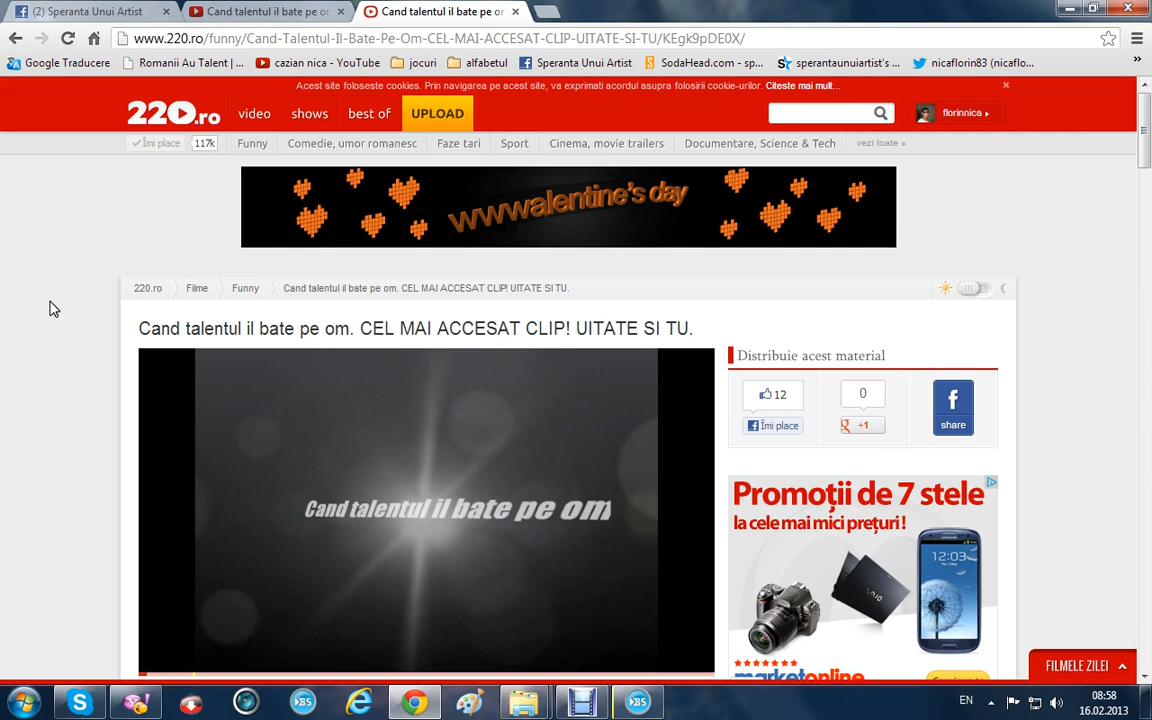 (2) Speranta Unui Artist
Cand talentul il bate pe or
Cand talentul il bate pe or
www.220.ro/funny/Cand-Talentul-Il-Bate-Pe-Om-CEL-MAI-ACCESAT-CLIP-UITATE-SI-TU/KEgk9pDE0X/
Google Traducere
Romanii Au Talent | ...
cazian nica - YouTube
jocuri
alfabetul
Speranta Unui Artist
SodaHead.com - sp...
sperantaunuiartist's ...
nicaflorin83 (nicaflo...
Acest site foloseste cookies. Prin navigarea pe acest site, va exprimati acordul asupra folosirii cookie-urilor. Citeste mai mult...
220.ro
video
shows
best of
UPLOAD
florinnica
Îmi place
117k
Funny
Comedie, umor romanesc
Faze tari
Sport
Cinema, movie trailers
Documentare, Science & Tech
vezi toate »
wwwalentine's day
220.ro
Filme
Funny
Cand talentul il bate pe om. CEL MAI ACCESAT CLIP! UITATE SI TU.
Cand talentul il bate pe om. CEL MAI ACCESAT CLIP! UITATE SI TU.
Cand talentul il bate pe om
Distribuie acest material
12
Îmi place
0
+1
f
share
Promoții de 7 stele
la cele mai mici prețuri!
12:03
VAIO
marketonline
FILMELE ZILEI
EN
08:58
16.02.2013